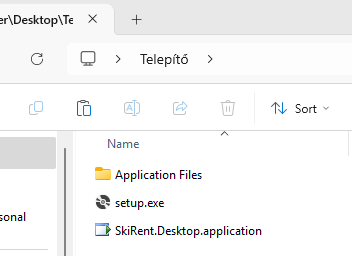 er\Desktop\Te
Telepítő
Sort
Name
Application Files
setup.exe
sonal
SkiRent.Desktop.application